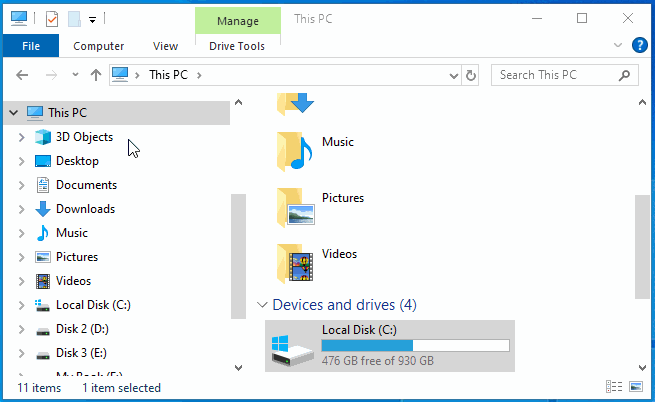 Manage
This PC
File
Computer
View
Drive Tools
This PC
Search This PC
This PC
3D Objects
Desktop
Documents
Downloads
Music
Pictures
Videos
Local Disk (C:)
Disk 2 (D:)
Disk 3 (E:)
My Book (F:)
Music
Pictures
Videos
Devices and drives (4)
Local Disk (C:)
476 GB free of 930 GB
11 items
1 item selected